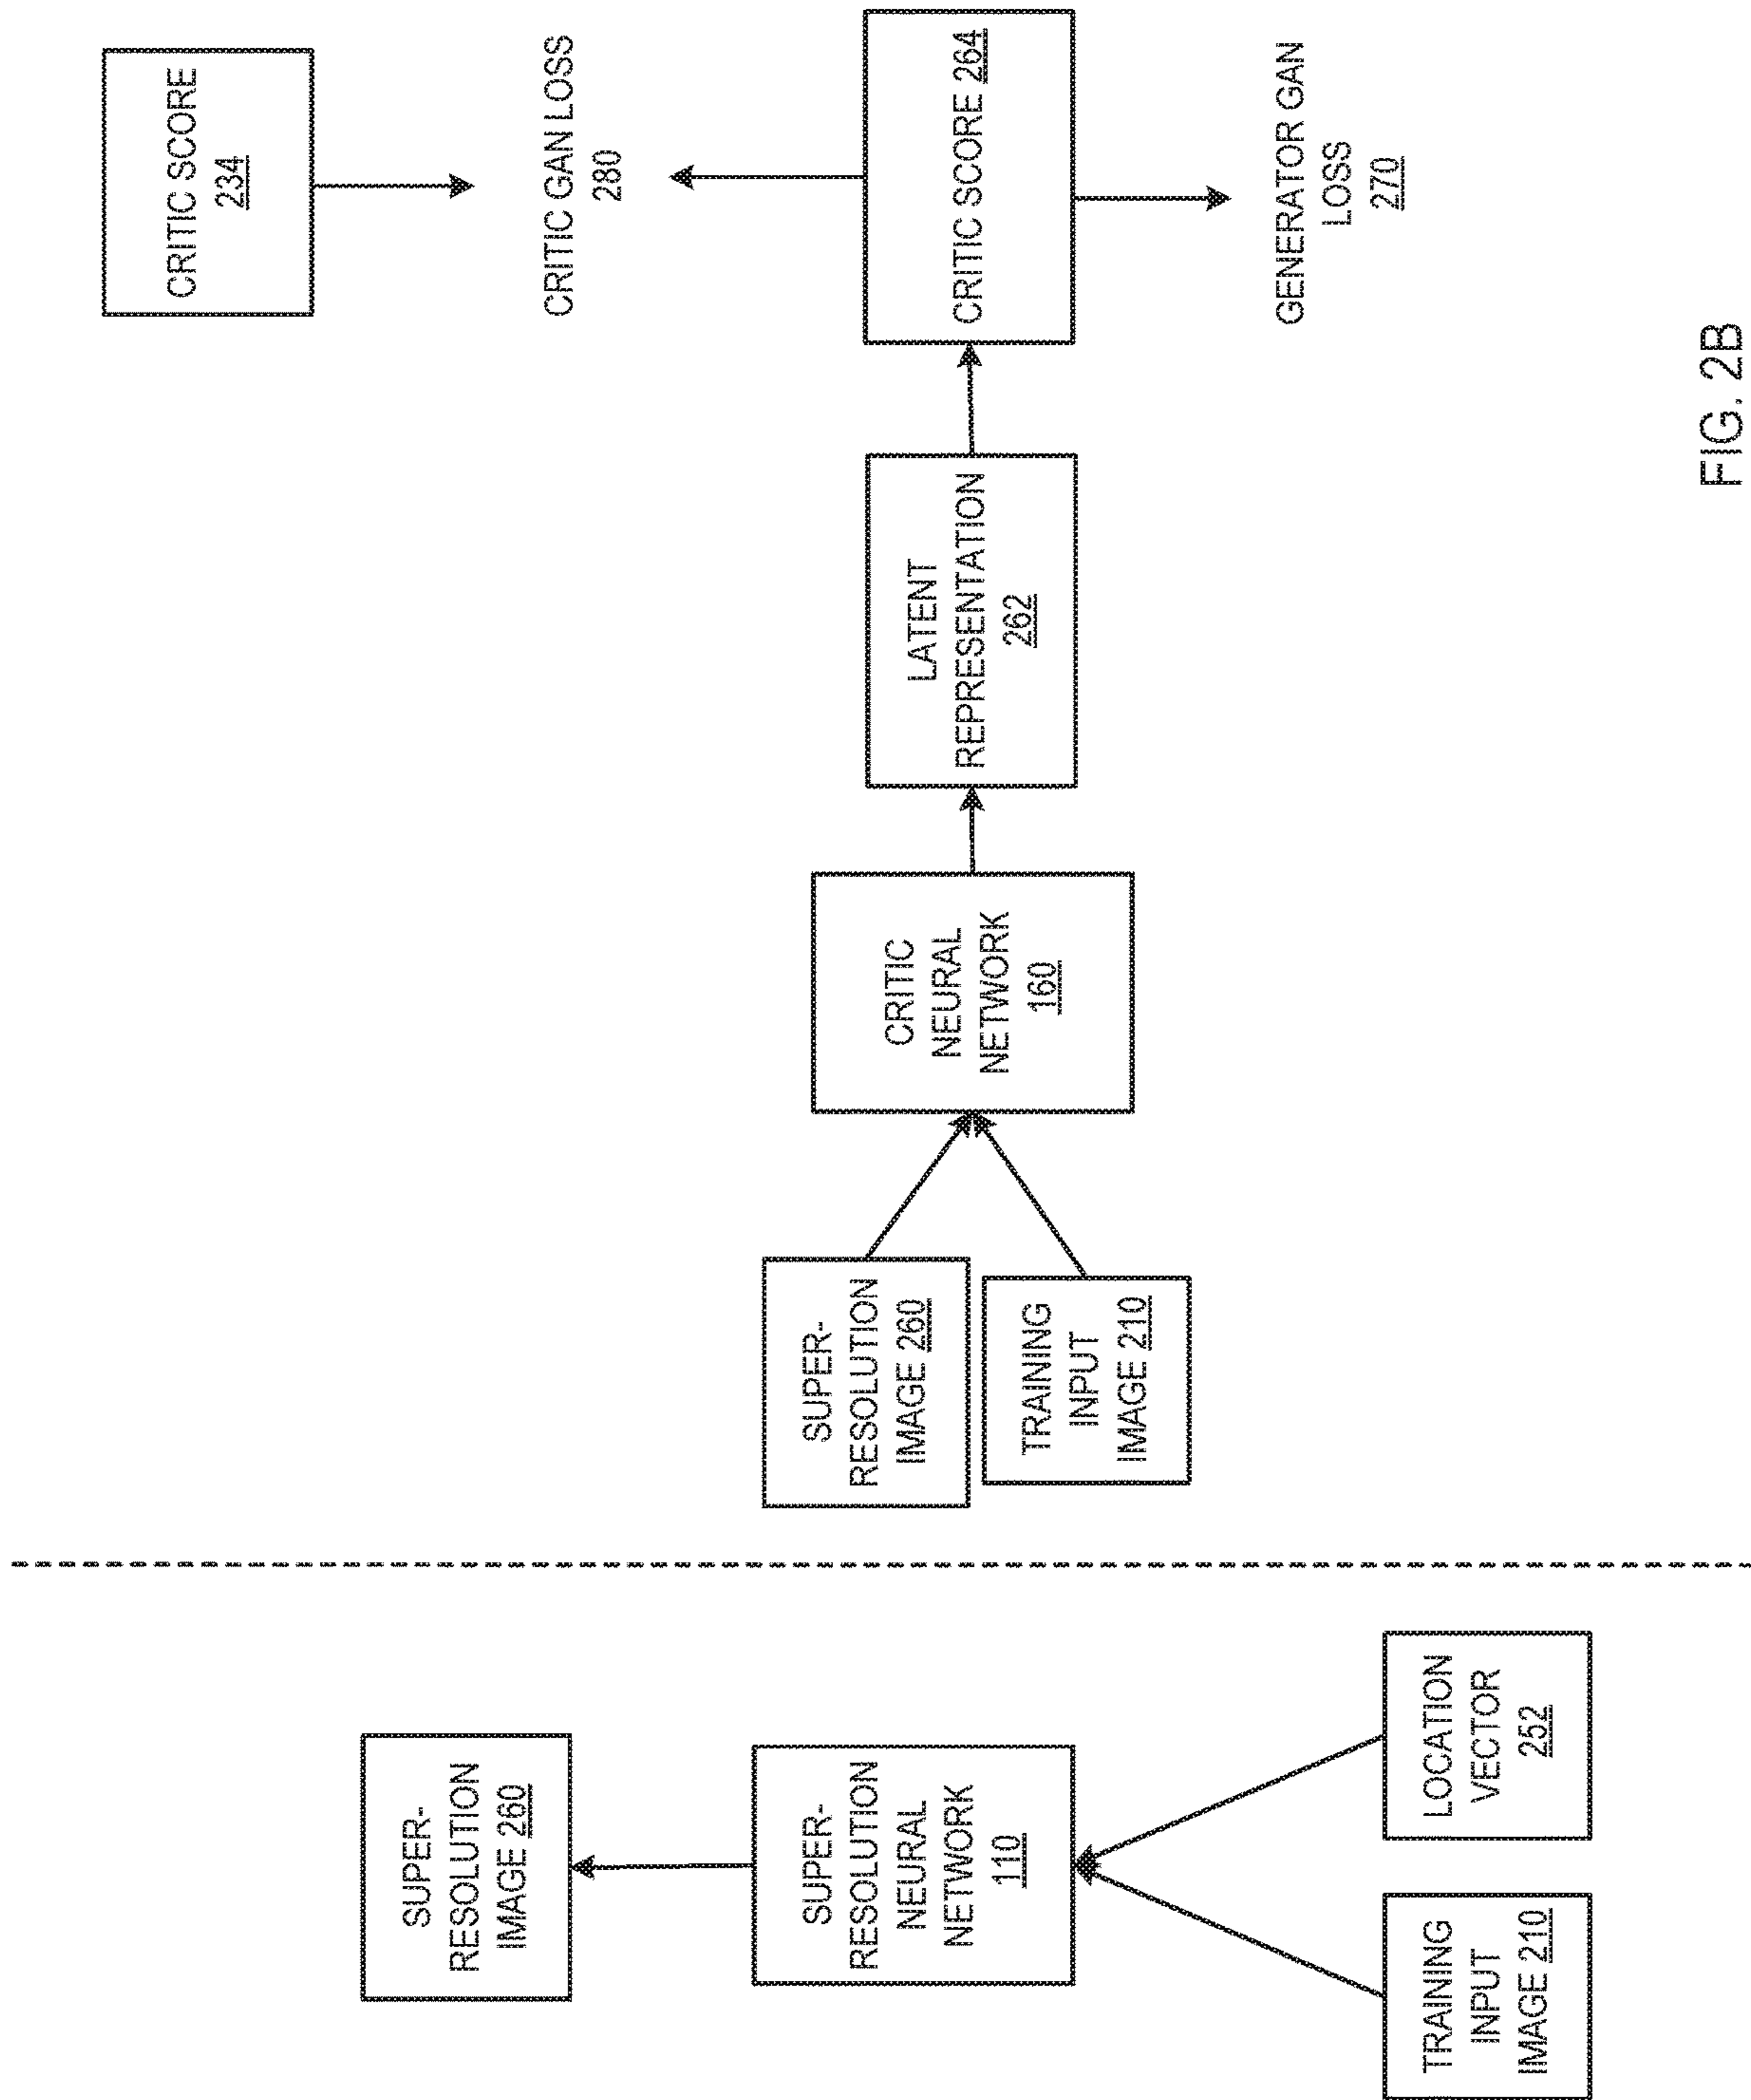 SUPER-
RESOLUTION
IMAGE 260
SUPER-
RESOLUTION
NEURAL
NETWORK
110
TRAINING
INPUT
IMAGE 210
LOCATION
VECTOR
252
SUPER-
RESOLUTION
IMAGE 260
TRAINING
INPUT
IMAGE 210
CRITIC
NEURAL
NETWORK
160
LATENT
REPRESENTATION
262
CRITIC SCORE
234
CRITIC GAN LOSS
280
CRITIC SCORE 264
GENERATOR GAN
LOSS
270
FIG. 2B